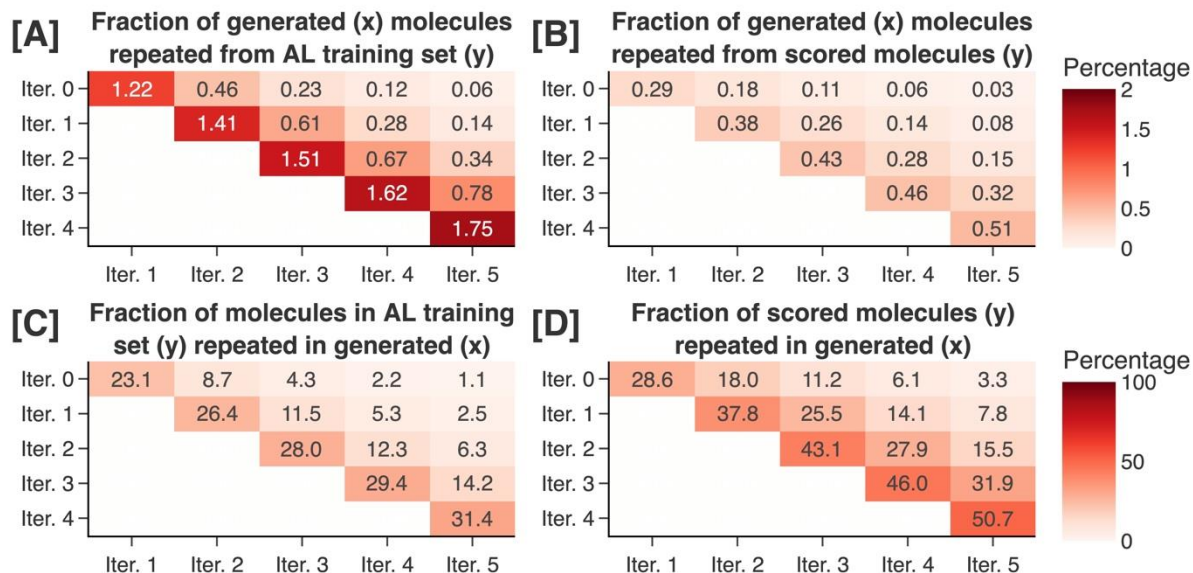 [A] Fraction of generated (x) molecules
repeated from AL training set (y)
Iter. 0 1.22 0.46 0.23 0.12 0.06
Iter. 1 1.41 0.61 0.28 0.14
Iter. 2 1.51 0.67 0.34
Iter. 3 1.62 0.78
Iter. 4 1.75
Iter. 1 Iter. 2 Iter. 3 Iter. 4 Iter. 5
[B] Fraction of generated (x) molecules
repeated from scored molecules (y)
0.29 0.18 0.11 0.06 0.03
Iter. 0
Iter. 1 0.38 0.26 0.14 0.08
Iter. 2 0.43 0.28 0.15
Iter. 3 0.46 0.32
Iter. 4 0.51
Iter. 1 Iter. 2 Iter. 3 Iter. 4 Iter. 5
Percentage
2
1.5
1
0.5
0
[C] Fraction of molecules in AL training
set (y) repeated in generated (x)
Iter. 0 23.1 8.7 4.3 2.2 1.1
Iter. 1 26.4 11.5 5.3 2.5
Iter. 2 28.0 12.3 6.3
Iter. 3 29.4 14.2
Iter. 4 31.4
Iter. 1 Iter. 2 Iter. 3 Iter. 4 Iter. 5
[D] Fraction of scored molecules (y)
repeated in generated (x)
Iter. 0 28.6 18.0 11.2 6.1 3.3
Iter. 1 37.8 25.5 14.1 7.8
Iter. 2 43.1 27.9 15.5
Iter. 3 46.0 31.9
Iter. 4 50.7
Iter. 1 Iter. 2 Iter. 3 Iter. 4 Iter. 5
Percentage
100
50
0